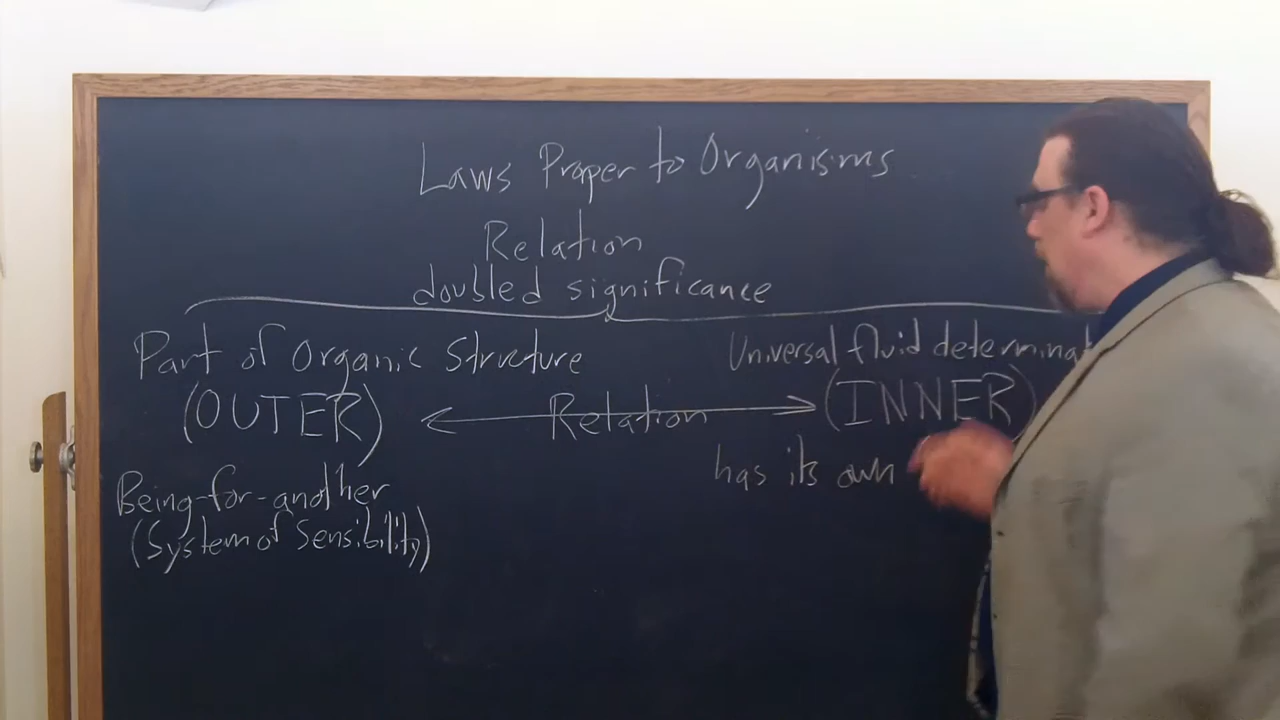 Laws Proper to Organisms
Relation
doubled significance
Part of Organic Structure
(OUTER)
Relation
Universal fluid determinat
(INNER)
has its own
Being-for-another
(System of Sensibility)